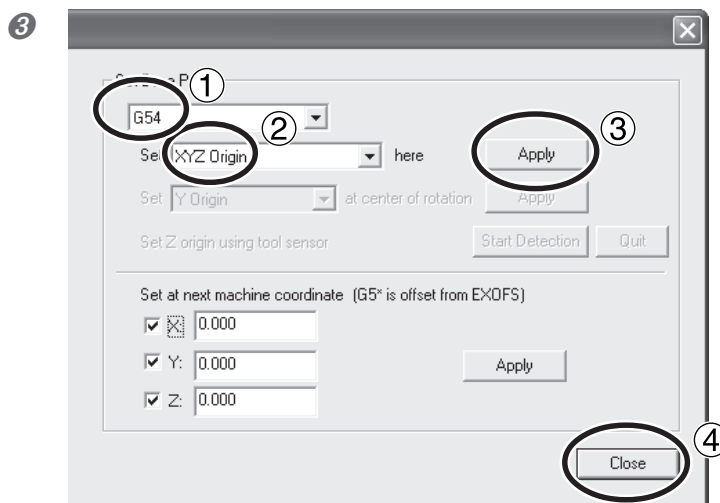 3
1
G54
2
3
Set XYZ Origin here Apply
Set Y Origin at center of rotation Apply
Set Z origin using tool sensor Start Detection Quit
Set at next machine coordinate (G5* is offset from EXOFS)
X: 0.000
Y: 0.000 Apply
Z: 0.000
4
Close